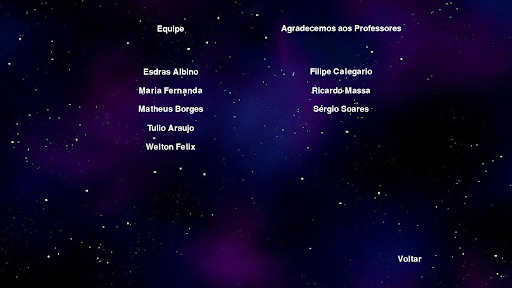 Equipe
Esdras Albino
Maria Fernanda
Matheus Borges
Tulio Araujo
Welton Felix
Agradecemos aos Professores
Filipe Calegario
Ricardo Massa
Sérgio Soares
Voltar